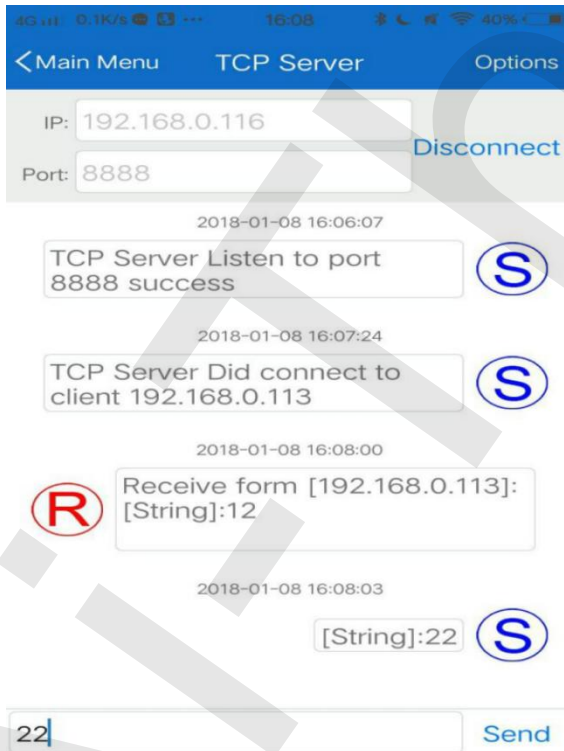 4G 0.1K/s ··· 16:08 40%
<Main Menu TCP Server Options
IP: 192.168.0.116
Disconnect
Port: 8888
2018-01-08 16:06:07
TCP Server Listen to port
8888 success
S
2018-01-08 16:07:24
TCP Server Did connect to
client 192.168.0.113
S
2018-01-08 16:08:00
R
Receive form [192.168.0.113]:
[String]:12
2018-01-08 16:08:03
[String]:22
S
22
Send